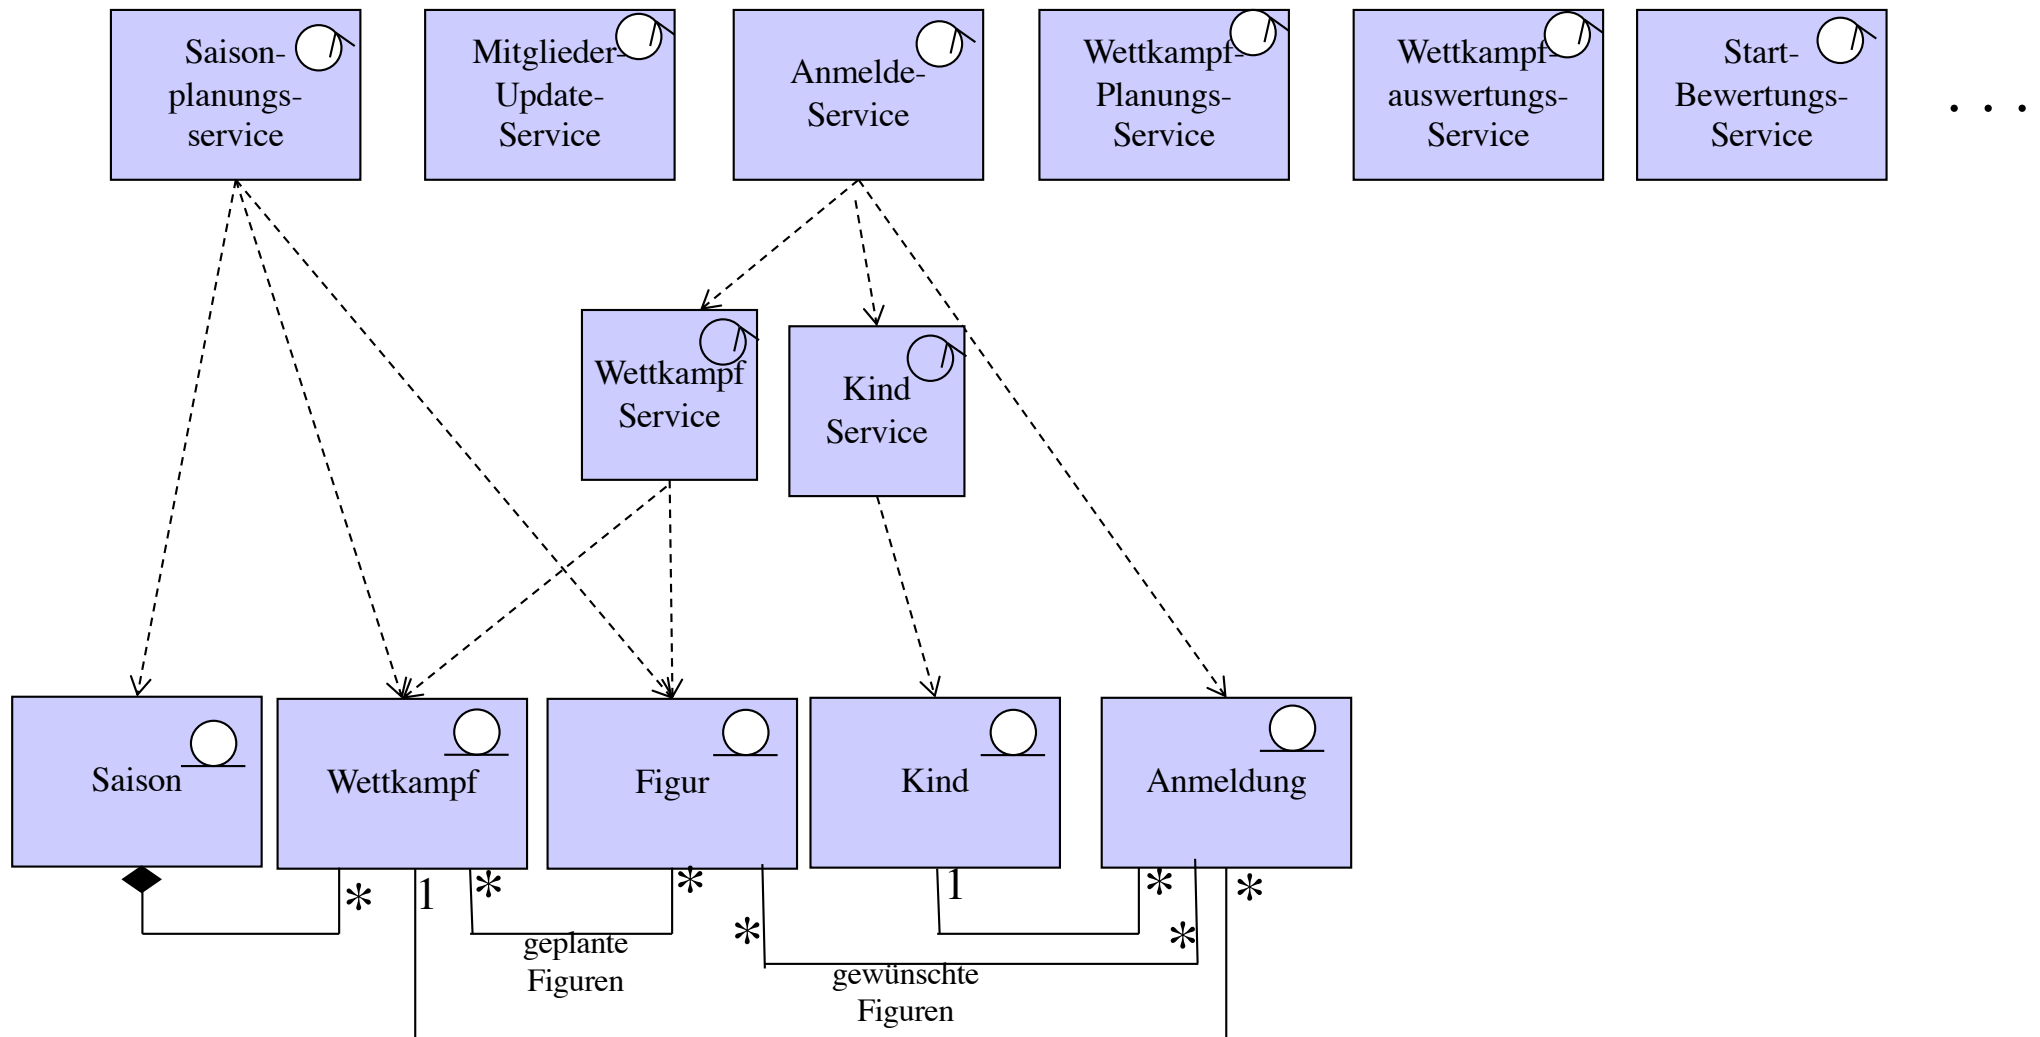 Saison-
planungs-
service
Mitglieder-
Update-
Service
Anmelde-
Service
Wettkampf-
Planungs-
Service
Wettkampf-
auswertungs-
Service
Start-
Bewertungs-
Service
. . .
Wettkampf
Service
Kind
Service
Saison
Wettkampf
Figur
Kind
Anmeldung
* 1 * * 1 * *
* *
geplante
Figuren
gewünschte
Figuren